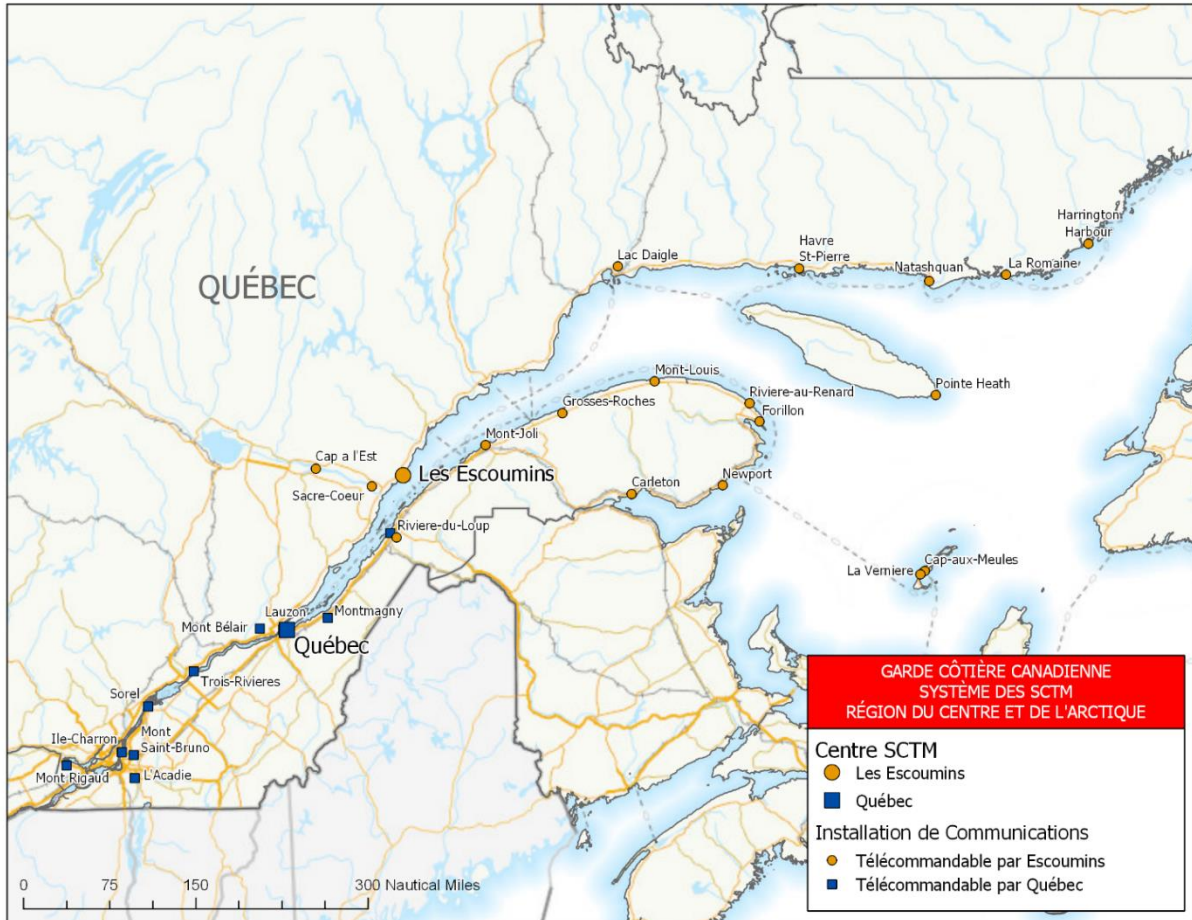 Harrington
Harbour
Lac Daigle
Havre
St-Pierre
La Romaine
Natashquan
QUÉBEC
Mont-Louis
Pointe Heath
Riviere-au-Renard
Grosses-Roches
Forillon
Mont-Joli
Cap a l'Est
Les Escoumins
Sacre-Coeur
Carleton
Newport
Riviere-du-Loup
Cap-aux-Meules
La Verniere
Lauzon
Montmagny
Mont Bélair
Québec
Trois-Rivieres
Sorel
Ile-Charron
Mont
Saint-Bruno
Mont Rigaud
L'Acadie
GARDE CÔTIÈRE CANADIENNE
SYSTÈME DES SCTM
RÉGION DU CENTRE ET DE L'ARCTIQUE
Centre SCTM
Les Escoumins
Québec
Installation de Communications
Télécommandable par Escoumins
Télécommandable par Québec
0 75 150 300 Nautical Miles